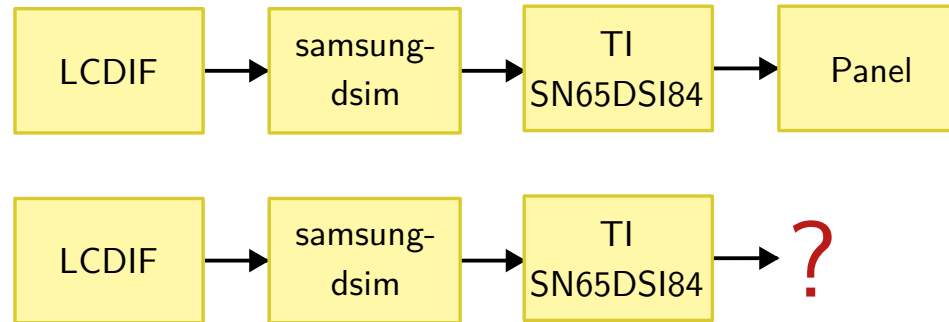 LCDIF
samsung-
dsim
TI
SN65DSI84
Panel
LCDIF
samsung-
dsim
TI
SN65DSI84
?